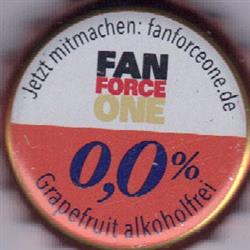 Jetzt mitmachen: fanforceone.de
FAN
FORCE
ONE
0,0%
Grapefruit alkoholfrei